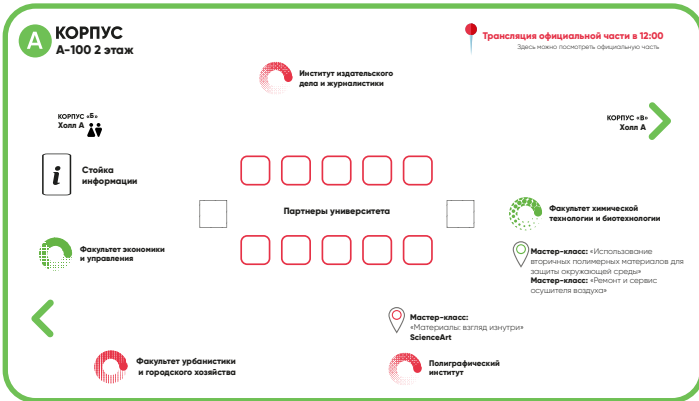 А
КОРПУС
А-100 2 этаж
Трансляция официальной части в 12:00
Здесь можно посмотреть официальную часть
Институт издательского
дела и журналистики
КОРПУС «Б»
Холл А
КОРПУС «В»
Холл А
i
Стойка
информации
Партнеры университета
Факультет химической
технологии и биотехнологии
Факультет экономики
и управления
Мастер-класс: «Использование
вторичных полимерных материалов для
защиты окружающей среды»
Мастер-класс: «Ремонт и сервис
осушителя воздуха»
Мастер-класс:
«Материалы: взгляд изнутри»
ScienceArt
Факультет урбанистики
и городского хозяйства
Полиграфический
институт